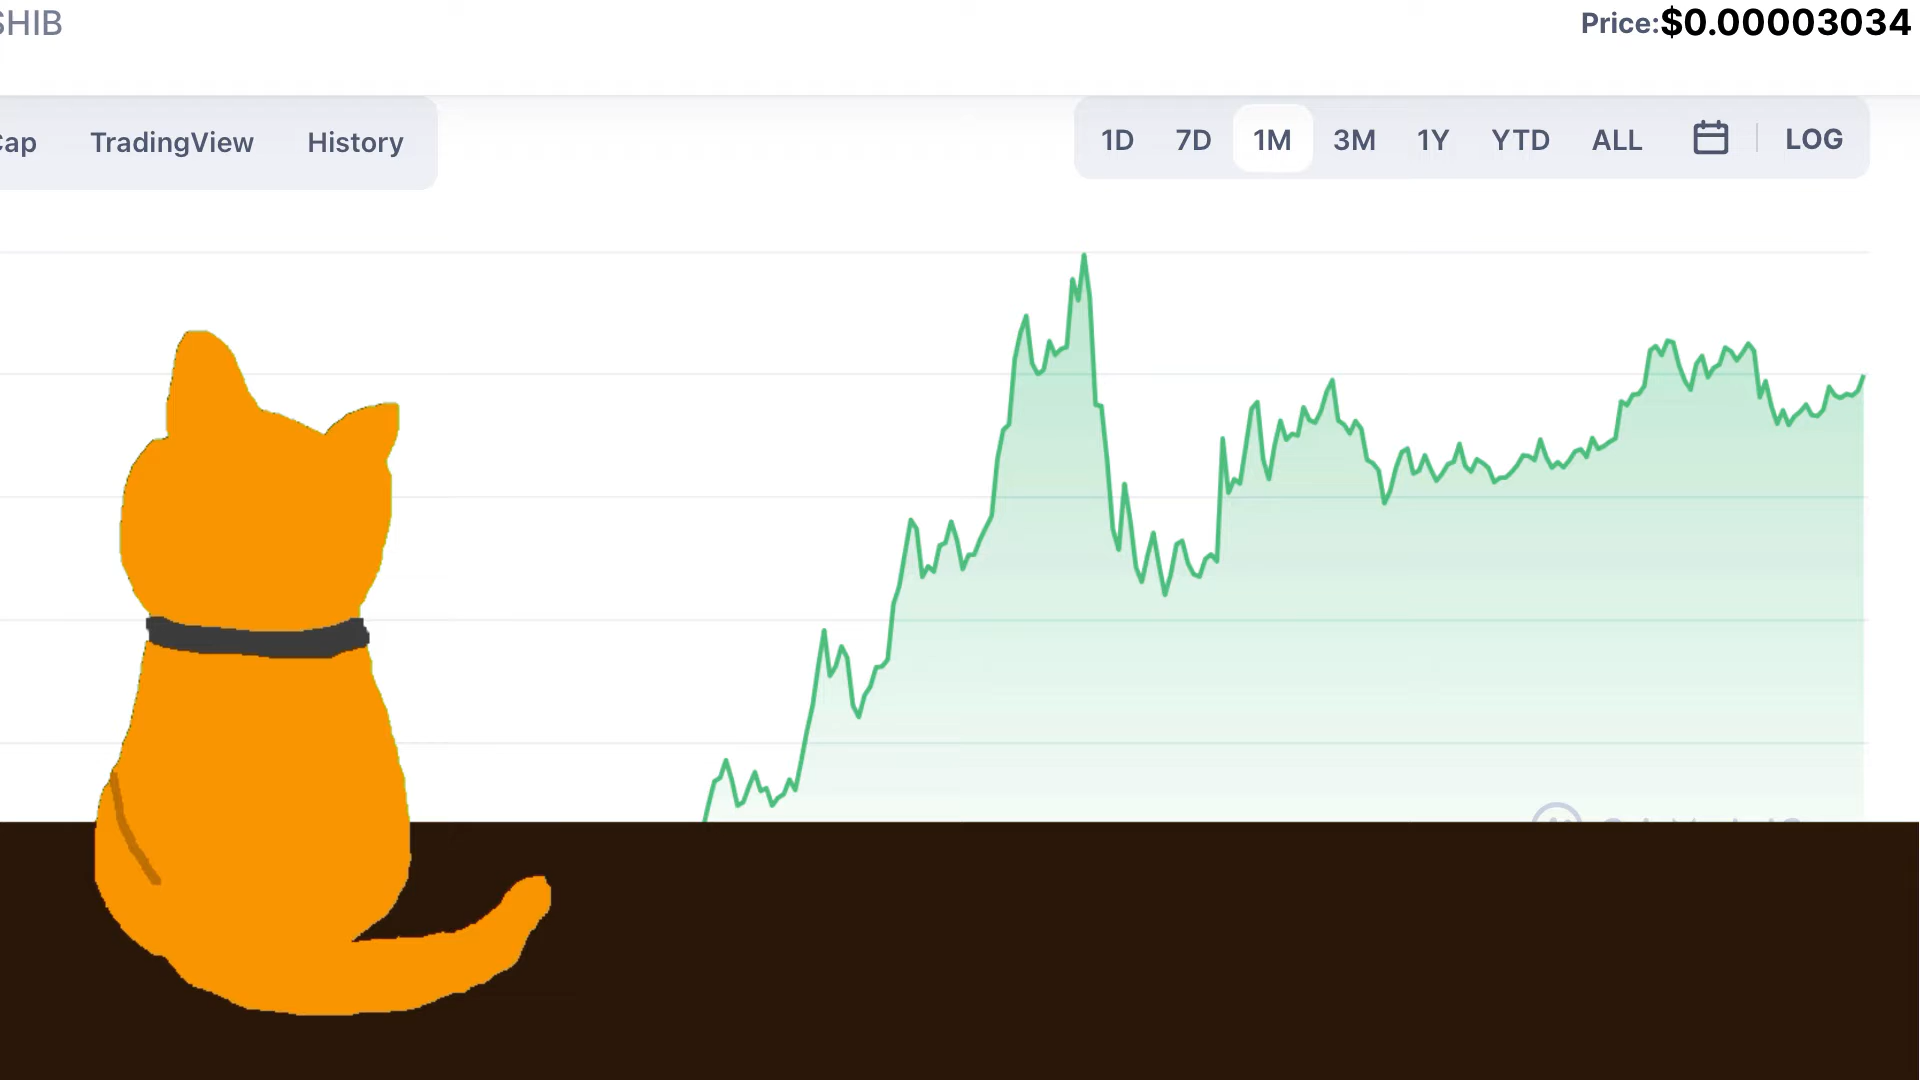 SHIB
Price:$0.00003034
Cap TradingView History
1D 7D 1M 3M 1Y YTD ALL LOG